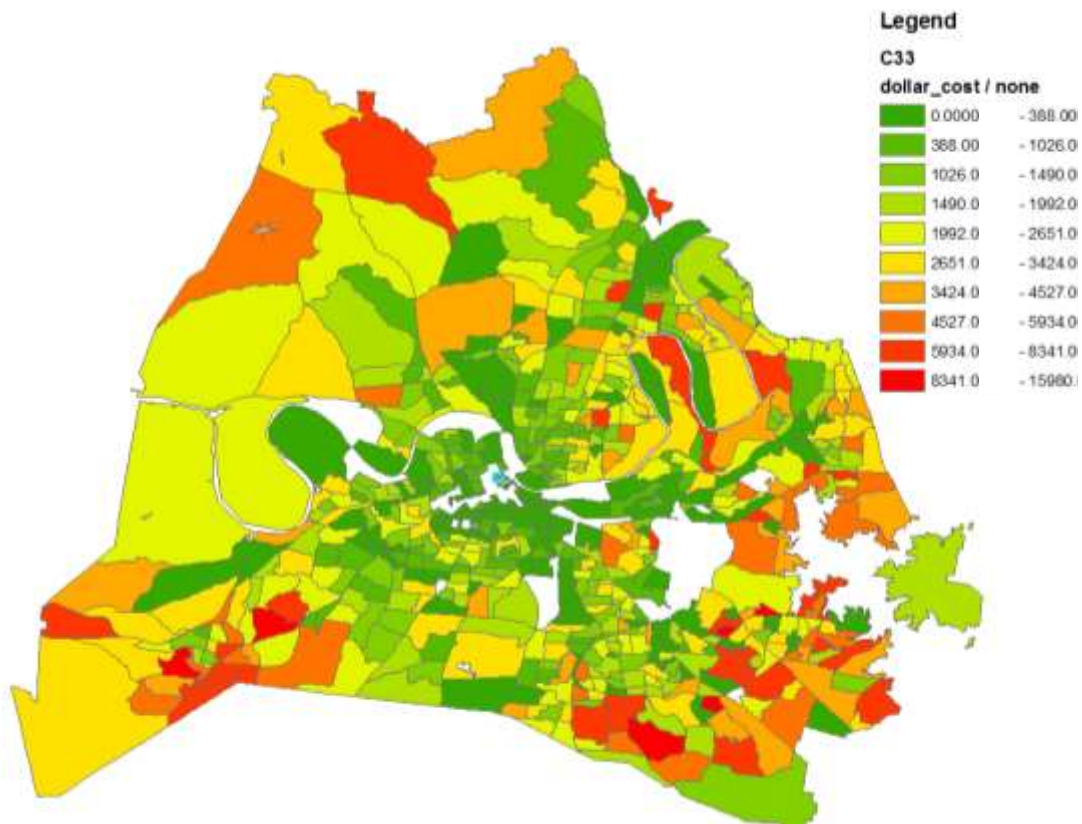 Legend
C33
dollar_cost / none
0.0000 - 388.00
388.00 - 1026.0
1026.0 - 1490.0
1490.0 - 1992.0
1992.0 - 2651.0
2651.0 - 3424.0
3424.0 - 4527.0
4527.0 - 5934.0
5934.0 - 8341.0
8341.0 - 15980.